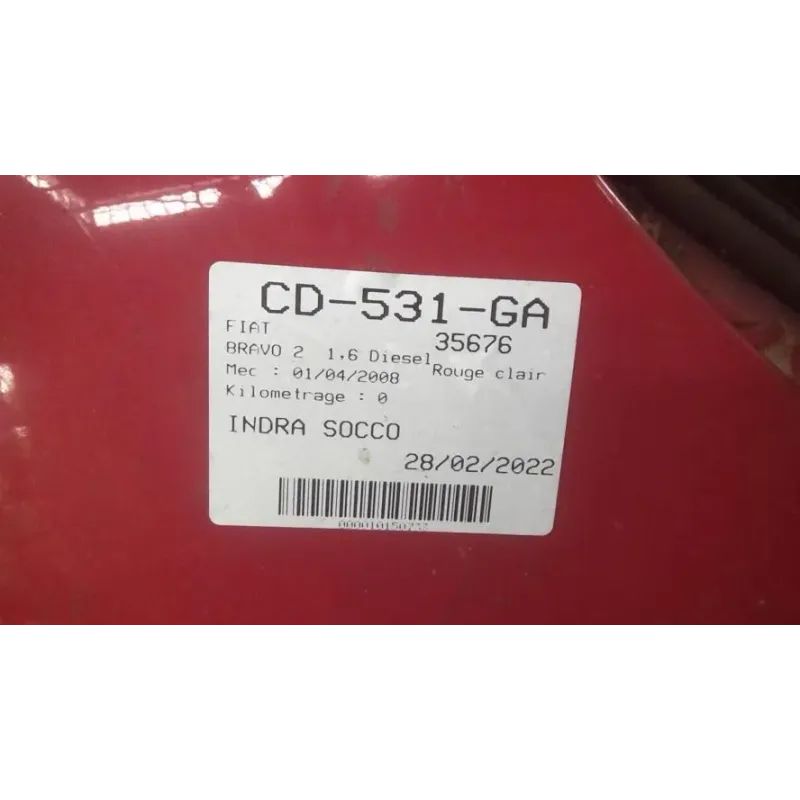 CD-531-GA
FIAT
35676
BRAVO 2 1,6 Diesel
Rouge clair
Mec : 01/04/2008
Kilometrage : 0
INDRA SOCCO
28/02/2022